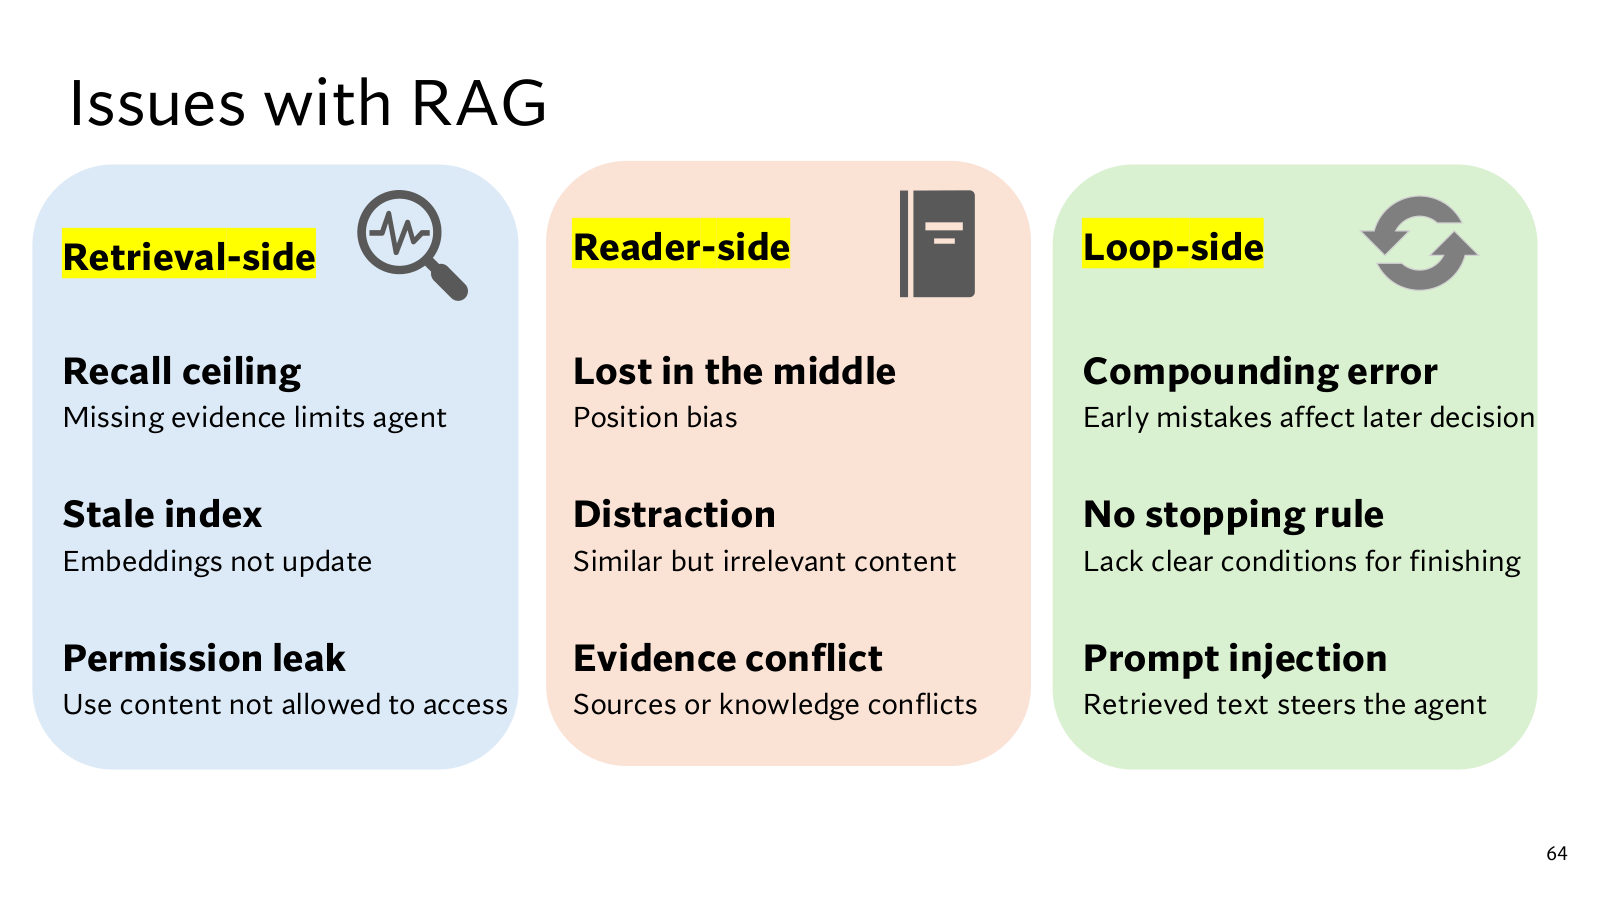 Issues with RAG
Retrieval-side
Recall ceiling
Missing evidence limits agent
Stale index
Embeddings not update
Permission leak
Use content not allowed to access
Reader-side
Lost in the middle
Position bias
Distraction
Similar but irrelevant content
Evidence conflict
Sources or knowledge conflicts
Loop-side
Compounding error
Early mistakes affect later decision
No stopping rule
Lack clear conditions for finishing
Prompt injection
Retrieved text steers the agent
64